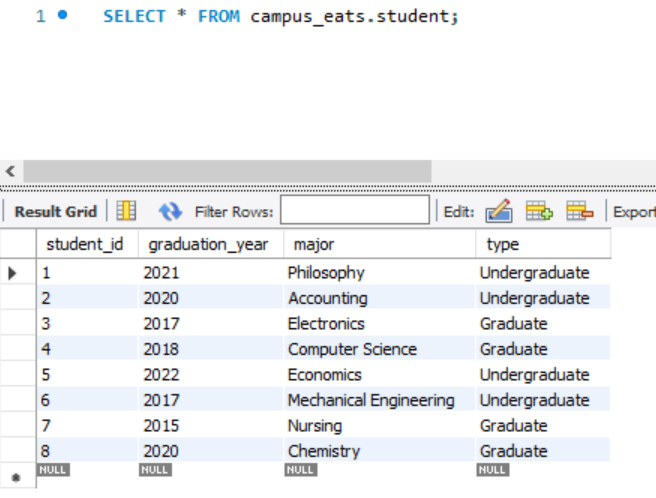 1 SELECT * FROM campus_eats.student;
Result Grid Filter Rows: Edit: Export
student_id graduation_year major type
1 2021 Philosophy Undergraduate
2 2020 Accounting Undergraduate
3 2017 Electronics Graduate
4 2018 Computer Science Graduate
5 2022 Economics Undergraduate
6 2017 Mechanical Engineering Undergraduate
7 2015 Nursing Graduate
8 2020 Chemistry Graduate
NULL NULL NULL NULL